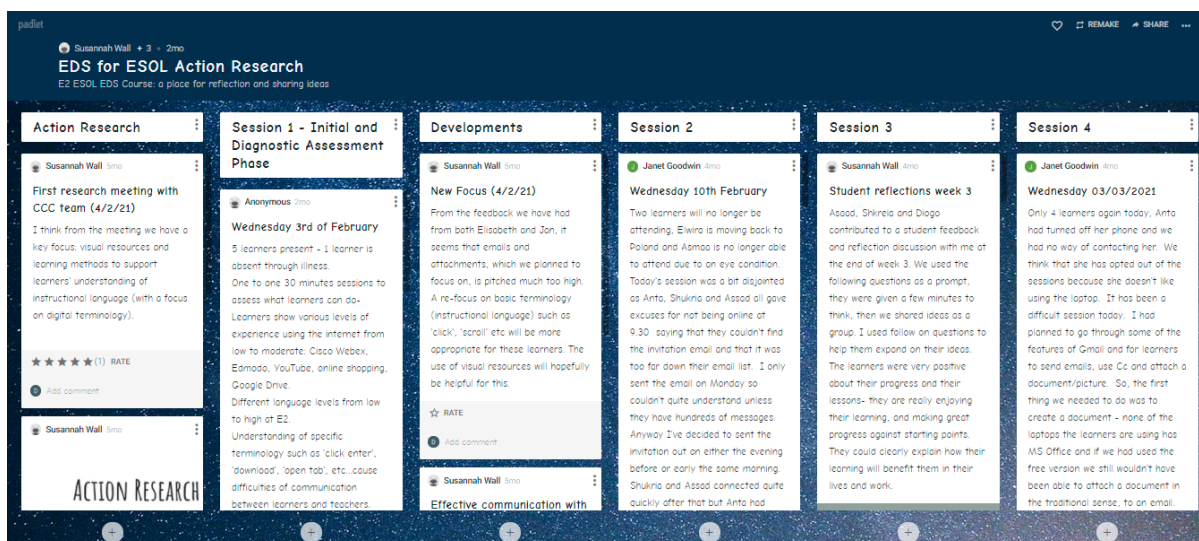 padlet
REMAKE
SHARE
Susannah Wall + 3 • 2mo
EDS for ESOL Action Research
E2 ESOL EDS Course: a place for reflection and sharing ideas
Action Research
Susannah Wall 5mo
First research meeting with
CCC team (4/2/21)
I think from the meeting we have a
key focus: visual resources and
learning methods to support
learners' understanding of
instructional language (with a focus
on digital terminology).
(1) RATE
D Add comment
Susannah Wall 5mo
ACTION RESEARCH
Session 1 - Initial and
Diagnostic Assessment
Phase
Anonymous 2mo
Wednesday 3rd of February
5 learners present - 1 learner is
absent through illness.
One to one 30 minutes sessions to
assess what learners can do-
Learners show various levels of
experience using the internet from
low to moderate: Cisco Webex,
Edmodo, YouTube, online shopping,
Google Drive.
Different language levels from low
to high at E2.
Understanding of specific
terminology such as 'click enter',
'download', 'open tab', etc...cause
difficulties of communication
between learners and teachers.
Developments
Susannah Wall 5mo
New Focus (4/2/21)
From the feedback we have had
from both Elisabeth and Jan, it
seems that emails and
attachments, which we planned to
focus on, is pitched much too high.
A re-focus on basic terminology
(instructional language) such as
'click', 'scroll' etc will be more
appropriate for these learners. The
use of visual resources will hopefully
be helpful for this.
RATE
D Add comment
Susannah Wall 5mo
Effective communication with
Session 2
J Janet Goodwin 4mo
Wednesday 10th February
Two learners will no longer be
attending, Elwira is moving back to
Poland and Asmaa is no longer able
to attend due to an eye condition.
Today's session was a bit disjointed
as Anta, Shukria and Assad all gave
excuses for not being online at
9.30 saying that they couldn't find
the invitation email and that it was
too far down their email list. I only
sent the email on Monday so
couldn't quite understand unless
they have hundreds of messages.
Anyway I've decided to sent the
invitation out on either the evening
before or early the same morning.
Shukria and Assad connected quite
quickly after that but Anta had
Session 3
Susannah Wall 4mo
Student reflections week 3
Asaad, Shkreia and Diogo
contributed to a student feedback
and reflection discussion with me at
the end of week 3. We used the
following questions as a prompt,
they were given a few minutes to
think, then we shared ideas as a
group. I used follow on questions to
help them expand on their ideas.
The learners were very positive
about their progress and their
lessons- they are really enjoying
their learning, and making great
progress against starting points.
They could clearly explain how their
learning will benefit them in their
lives and work.
Session 4
J Janet Goodwin 4mo
Wednesday 03/03/2021
Only 4 learners again today, Anta
had turned off her phone and we
had no way of contacting her. We
think that she has opted out of the
sessions because she doesn't like
using the laptop. It has been a
difficult session today. I had
planned to go through some of the
features of Gmail and for learners
to send emails, use Cc and attach a
document/picture. So, the first
thing we needed to do was to
create a document - none of the
laptops the learners are using has
MS Office and if we had used the
free version we still wouldn't have
been able to attach a document in
the traditional sense, to an email.